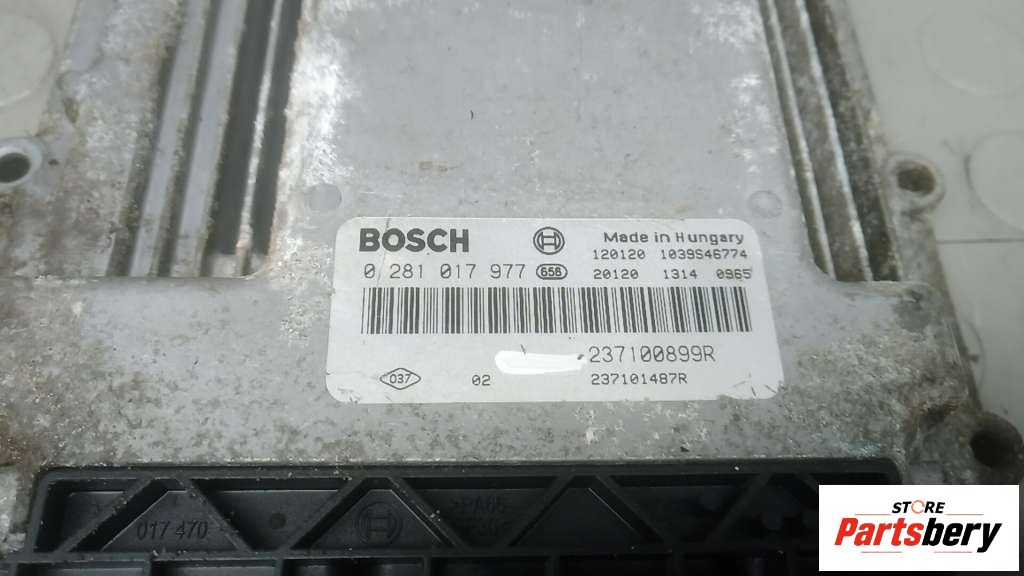 BOSCH Made in Hungary
120120 1039S46774
0 281 017 977 656 20120 1314 0965
237100899R
037 02 237101487R
017 470
STORE
Partsbery